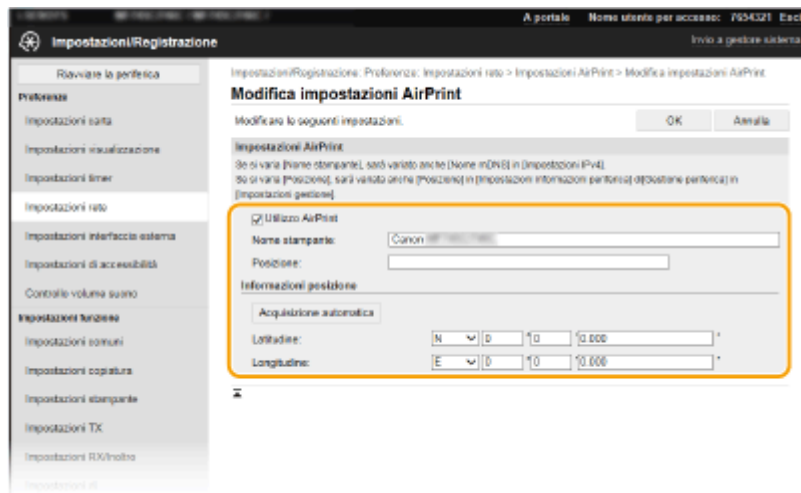 A portale Nome utente per accesso: 7654321 Esci
Impostazioni/Registrazione
Invio a gestore sistema
Riavviare la periferica
Impostazioni/Registrazione: Preferenze: Impostazioni rete > Impostazioni AirPrint > Modifica impostazioni AirPrint
Preferenze
Modifica impostazioni AirPrint
Impostazioni carta
Modificare le seguenti impostazioni.
OK
Annulla
Impostazioni visualizzazione
Impostazioni AirPrint
Se si varia [Nome stampante], sarà variato anche [Nome mDNS] in [Impostazioni IPv4].
Impostazioni timer
Se si varia [Posizione], sarà variata anche [Posizione] in [Impostazioni informazioni periferica] di[Gestione periferica] in
[Impostazioni gestione].
Impostazioni rete
Utilizzo AirPrint
Impostazioni interfaccia esterna
Nome stampante:
Canon
Impostazioni di accessibilità
Posizione:
Controllo volume suono
Informazioni posizione
Impostazioni funzione
Acquisizione automatica
Impostazioni comuni
Latitudine: N 0 ° 0 ' 0.000 "
Impostazioni copiatura
Longitudine: E 0 ° 0 ' 0.000 "
Impostazioni stampante
Impostazioni TX
Impostazioni RX/Inoltro
Impostazioni di